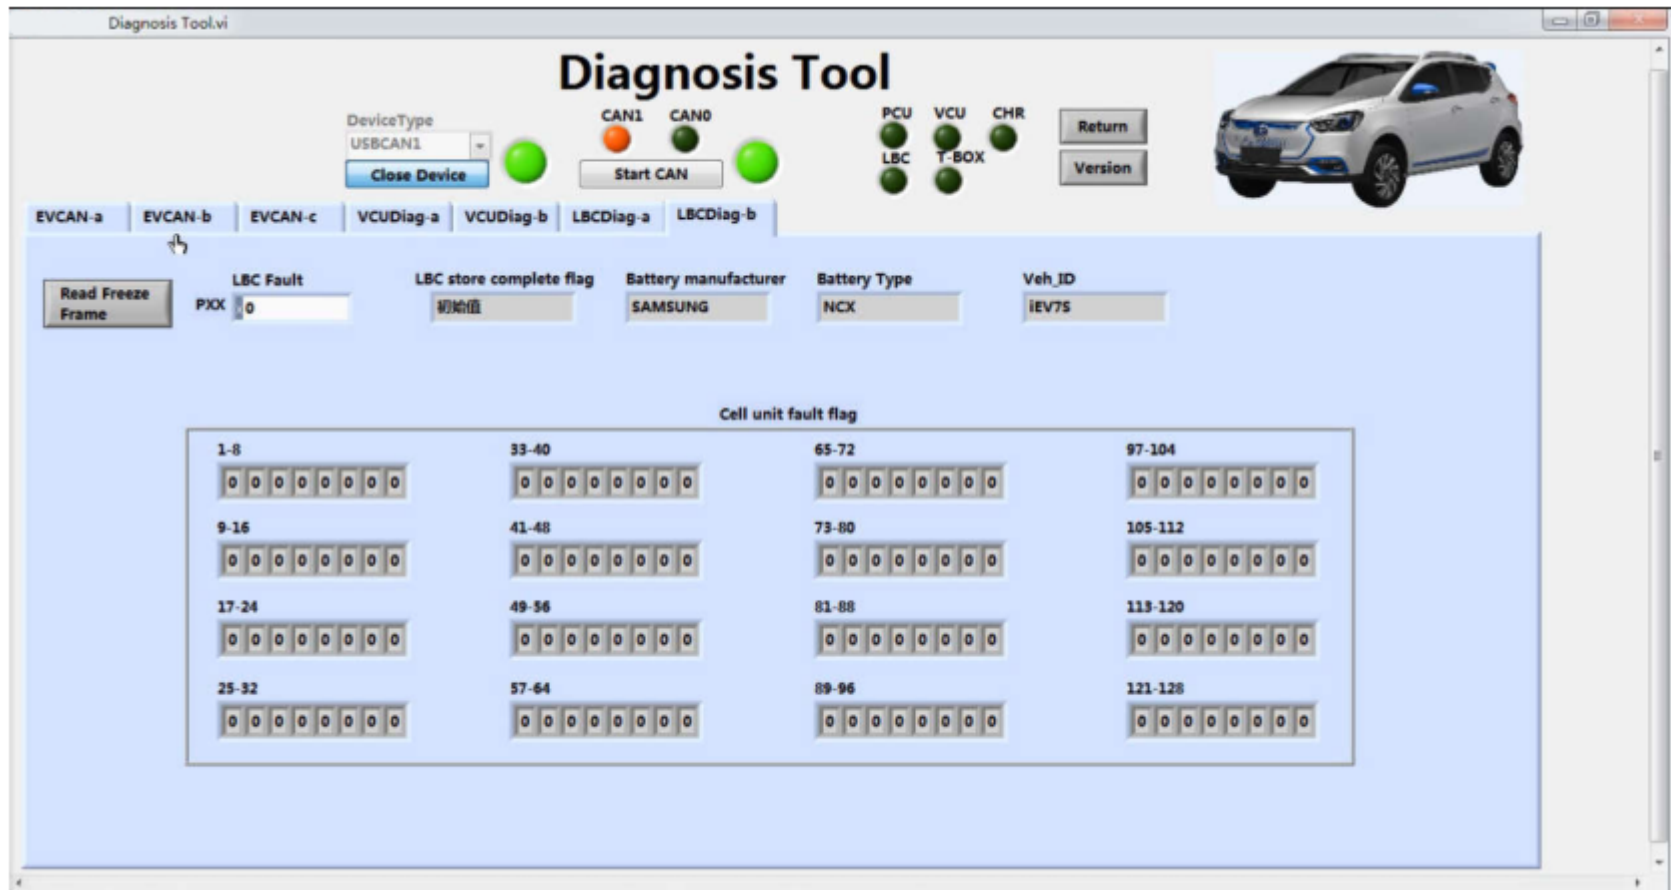 Diagnosis Tool.vi
Diagnosis Tool
DeviceType
USBCAN1
Close Device
CAN1 CAN0
Start CAN
PCU VCU CHR
LBC T-BOX
Return
Version
EVCAN-a EVCAN-b EVCAN-c VCUDiag-a VCUDiag-b LBCDiag-a LBCDiag-b
Read Freeze
Frame
LBC Fault
PXX 0
LBC store complete flag
初始值
Battery manufacturer
SAMSUNG
Battery Type
NCX
Veh_ID
iEV7S
Cell unit fault flag
1-8 33-40 65-72 97-104
0 0 0 0 0 0 0 0 0 0 0 0 0 0 0 0 0 0 0 0 0 0 0 0 0 0 0 0 0 0 0 0
9-16 41-48 73-80 105-112
0 0 0 0 0 0 0 0 0 0 0 0 0 0 0 0 0 0 0 0 0 0 0 0 0 0 0 0 0 0 0 0
17-24 49-56 81-88 113-120
0 0 0 0 0 0 0 0 0 0 0 0 0 0 0 0 0 0 0 0 0 0 0 0 0 0 0 0 0 0 0 0
25-32 57-64 89-96 121-128
0 0 0 0 0 0 0 0 0 0 0 0 0 0 0 0 0 0 0 0 0 0 0 0 0 0 0 0 0 0 0 0